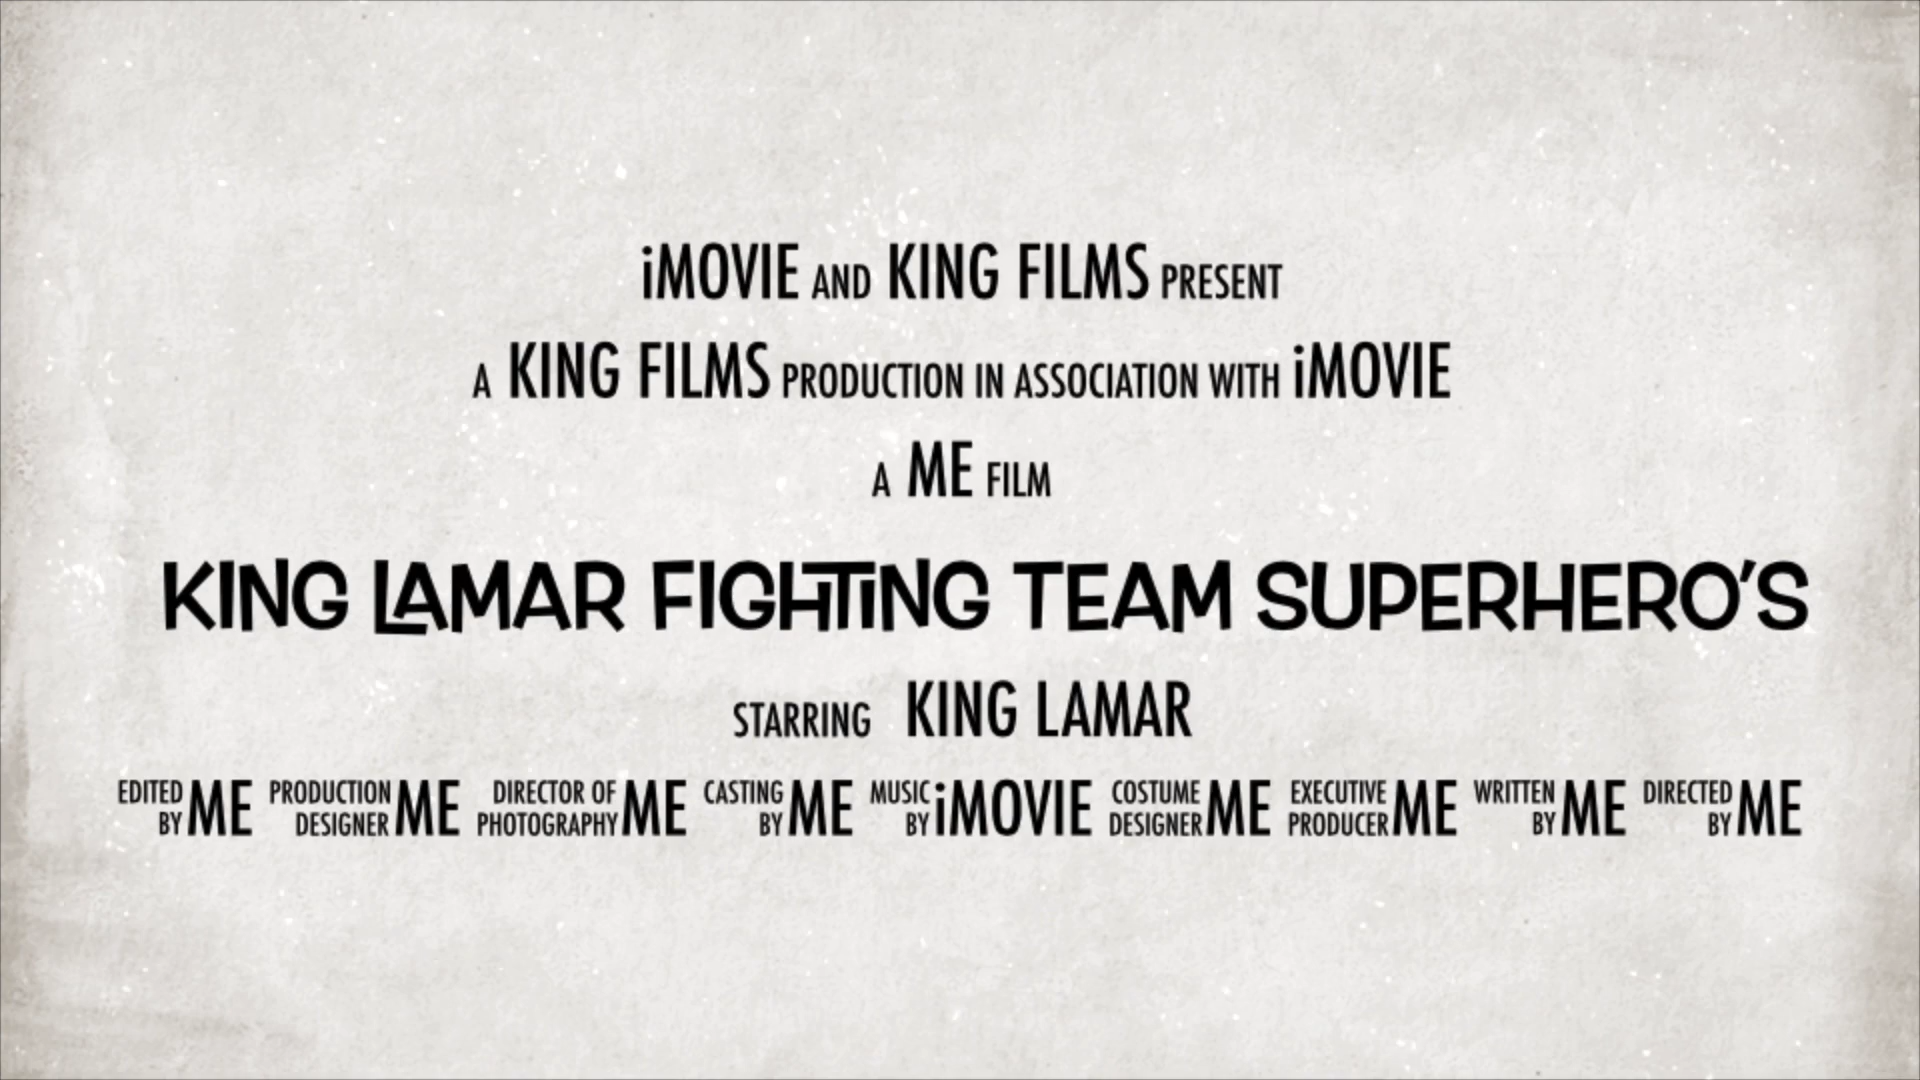 iMOVIE AND KING FILMS PRESENT
A KING FILMS PRODUCTION IN ASSOCIATION WITH iMOVIE
A ME FILM
KING LAMAR FIGHTING TEAM SUPERHERO'S
STARRING KING LAMAR
EDITED BY ME PRODUCTION DESIGNER ME DIRECTOR OF PHOTOGRAPHY ME CASTING BY ME MUSIC BY iMOVIE COSTUME DESIGNER ME EXECUTIVE PRODUCER ME WRITTEN BY ME DIRECTED BY ME